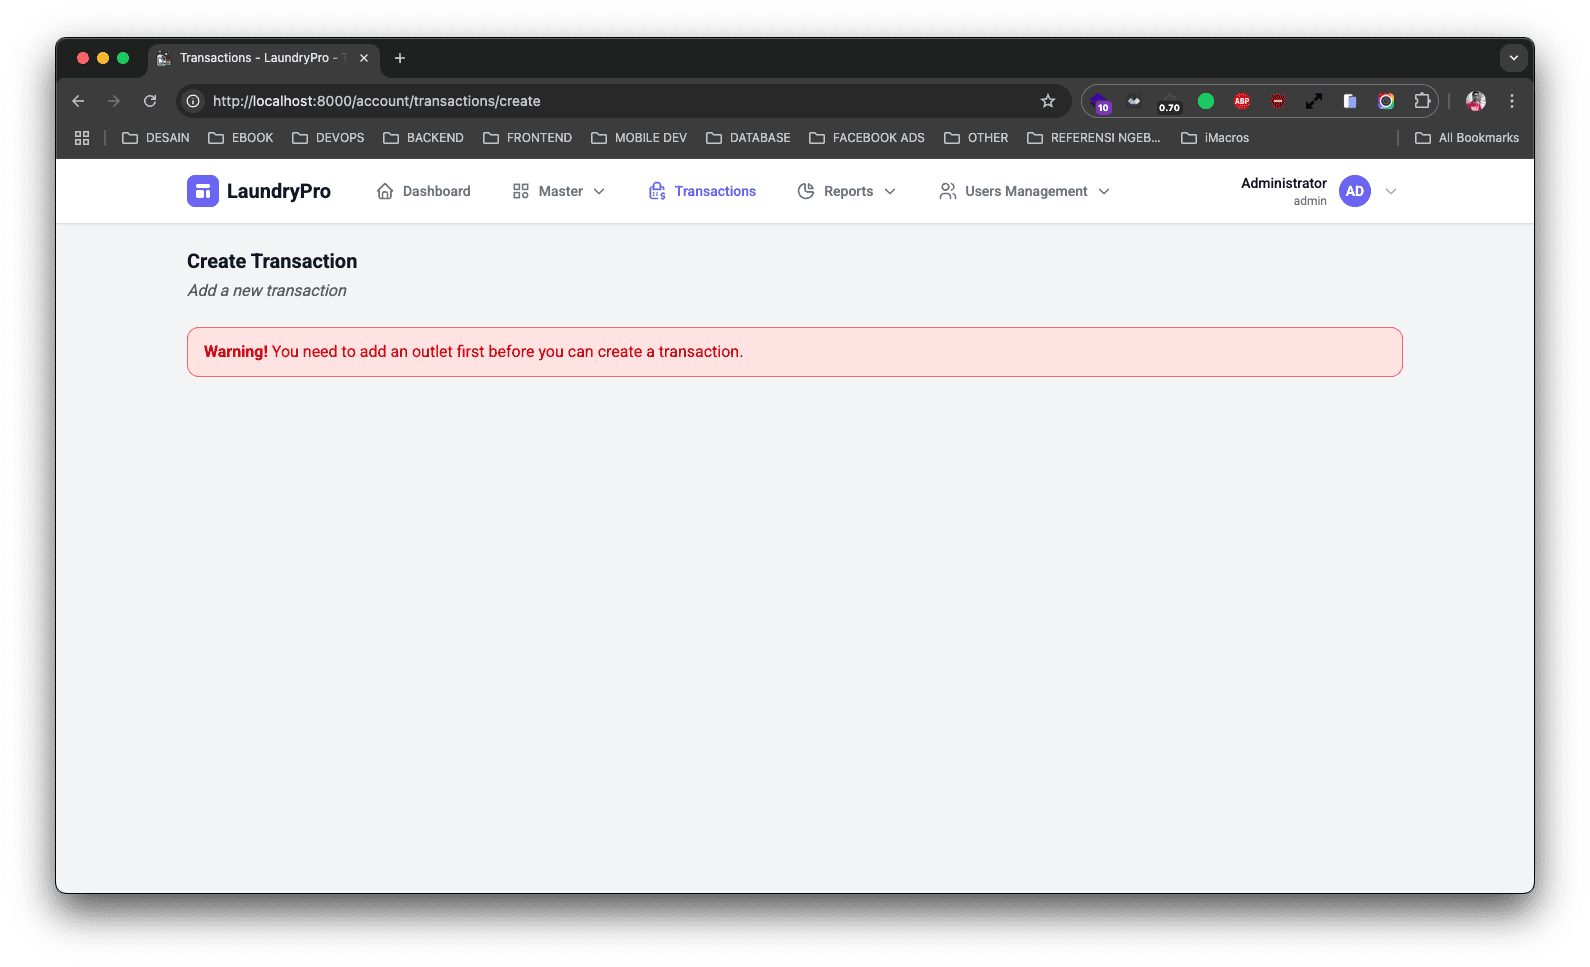 Transactions - LaundryPro -
http://localhost:8000/account/transactions/create
10
0.70
ABP
DESAIN
EBOOK
DEVOPS
BACKEND
FRONTEND
MOBILE DEV
DATABASE
FACEBOOK ADS
OTHER
REFERENSI NGEB...
iMacros
All Bookmarks
LaundryPro
Dashboard
Master
Transactions
Reports
Users Management
Administrator
admin
AD
Create Transaction
Add a new transaction
Warning! You need to add an outlet first before you can create a transaction.